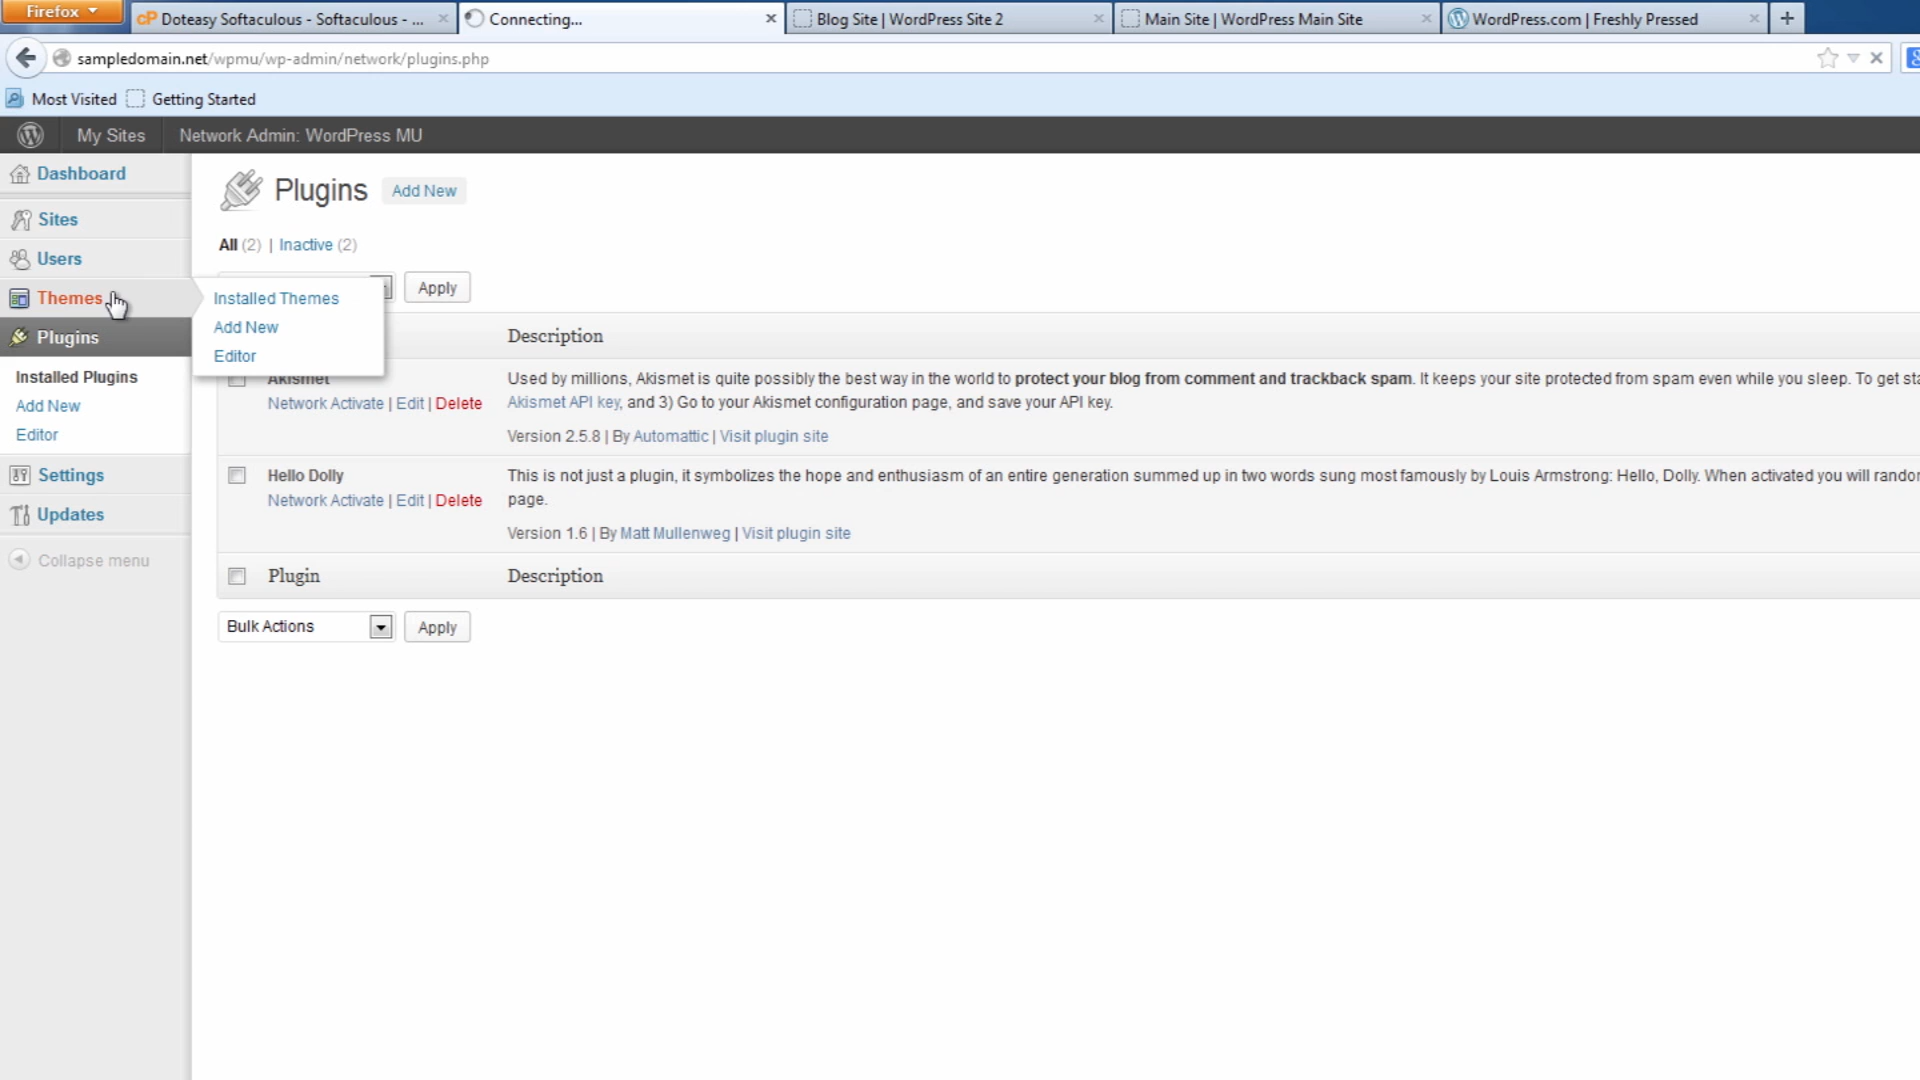 Firefox
cP Doteasy Softaculous - Softaculous - ...
Connecting...
Blog Site | WordPress Site 2
Main Site | WordPress Main Site
WordPress.com | Freshly Pressed
sampledomain.net/wpmu/wp-admin/network/plugins.php
Most Visited
Getting Started
My Sites
Network Admin: WordPress MU
Dashboard
Sites
Users
Themes
Plugins
Installed Plugins
Add New
Editor
Settings
Updates
Collapse menu
Installed Themes
Add New
Editor
Plugins Add New
All (2) | Inactive (2)
Apply
Description
Akismet
Network Activate | Edit | Delete
Used by millions, Akismet is quite possibly the best way in the world to protect your blog from comment and trackback spam. It keeps your site protected from spam even while you sleep. To get
Akismet API key, and 3) Go to your Akismet configuration page, and save your API key.
Version 2.5.8 | By Automattic | Visit plugin site
Hello Dolly
Network Activate | Edit | Delete
This is not just a plugin, it symbolizes the hope and enthusiasm of an entire generation summed up in two words sung most famously by Louis Armstrong: Hello, Dolly. When activated you will
page.
Version 1.6 | By Matt Mullenweg | Visit plugin site
Plugin
Description
Bulk Actions
Apply